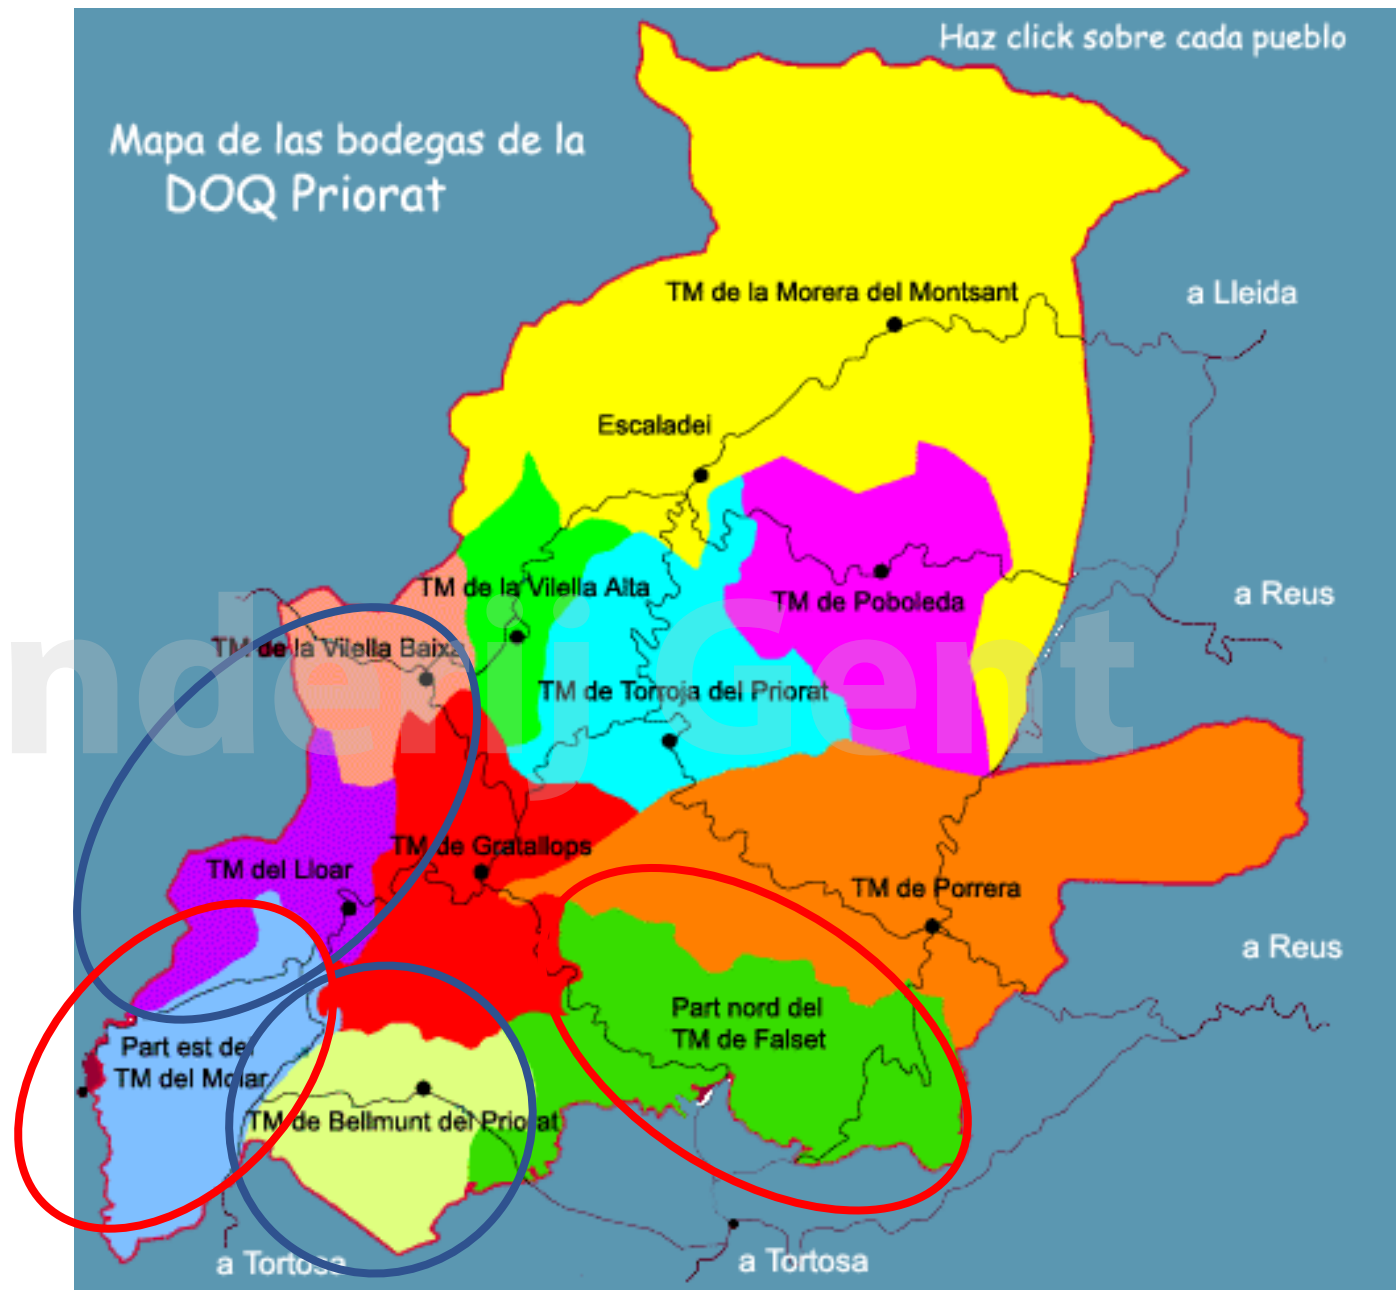 Haz click sobre cada pueblo
Mapa de las bodegas de la
DOQ Priorat
TM de la Morera del Montsant
a Lleida
Escaladei
TM de la Vilella Alta
TM de Poboleda
a Reus
TM de la Vilella Baixa
nderij Gent
TM de Torroja del Priorat
TM de Gratallops
TM del Lloar
TM de Porrera
a Reus
Part nord del
TM de Falset
Part est del
TM del Molar
TM de Bellmunt del Priorat
a Tortosa
a Tortosa